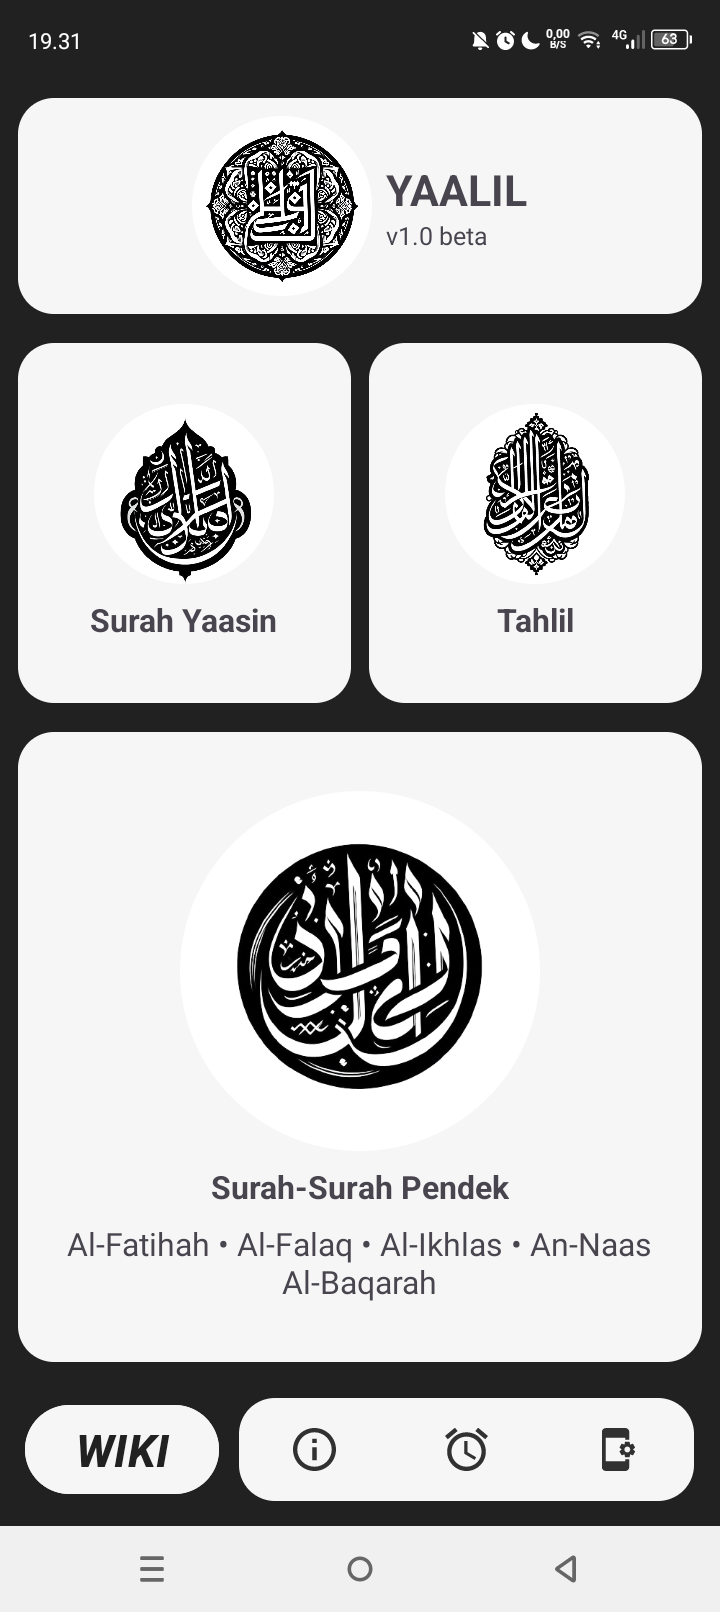 19.31
0,00
B/S
4G
63
YAALIL
v1.0 beta
Surah Yaasin
Tahlil
Surah-Surah Pendek
Al-Fatihah • Al-Falaq • Al-Ikhlas • An-Naas
Al-Baqarah
WIKI